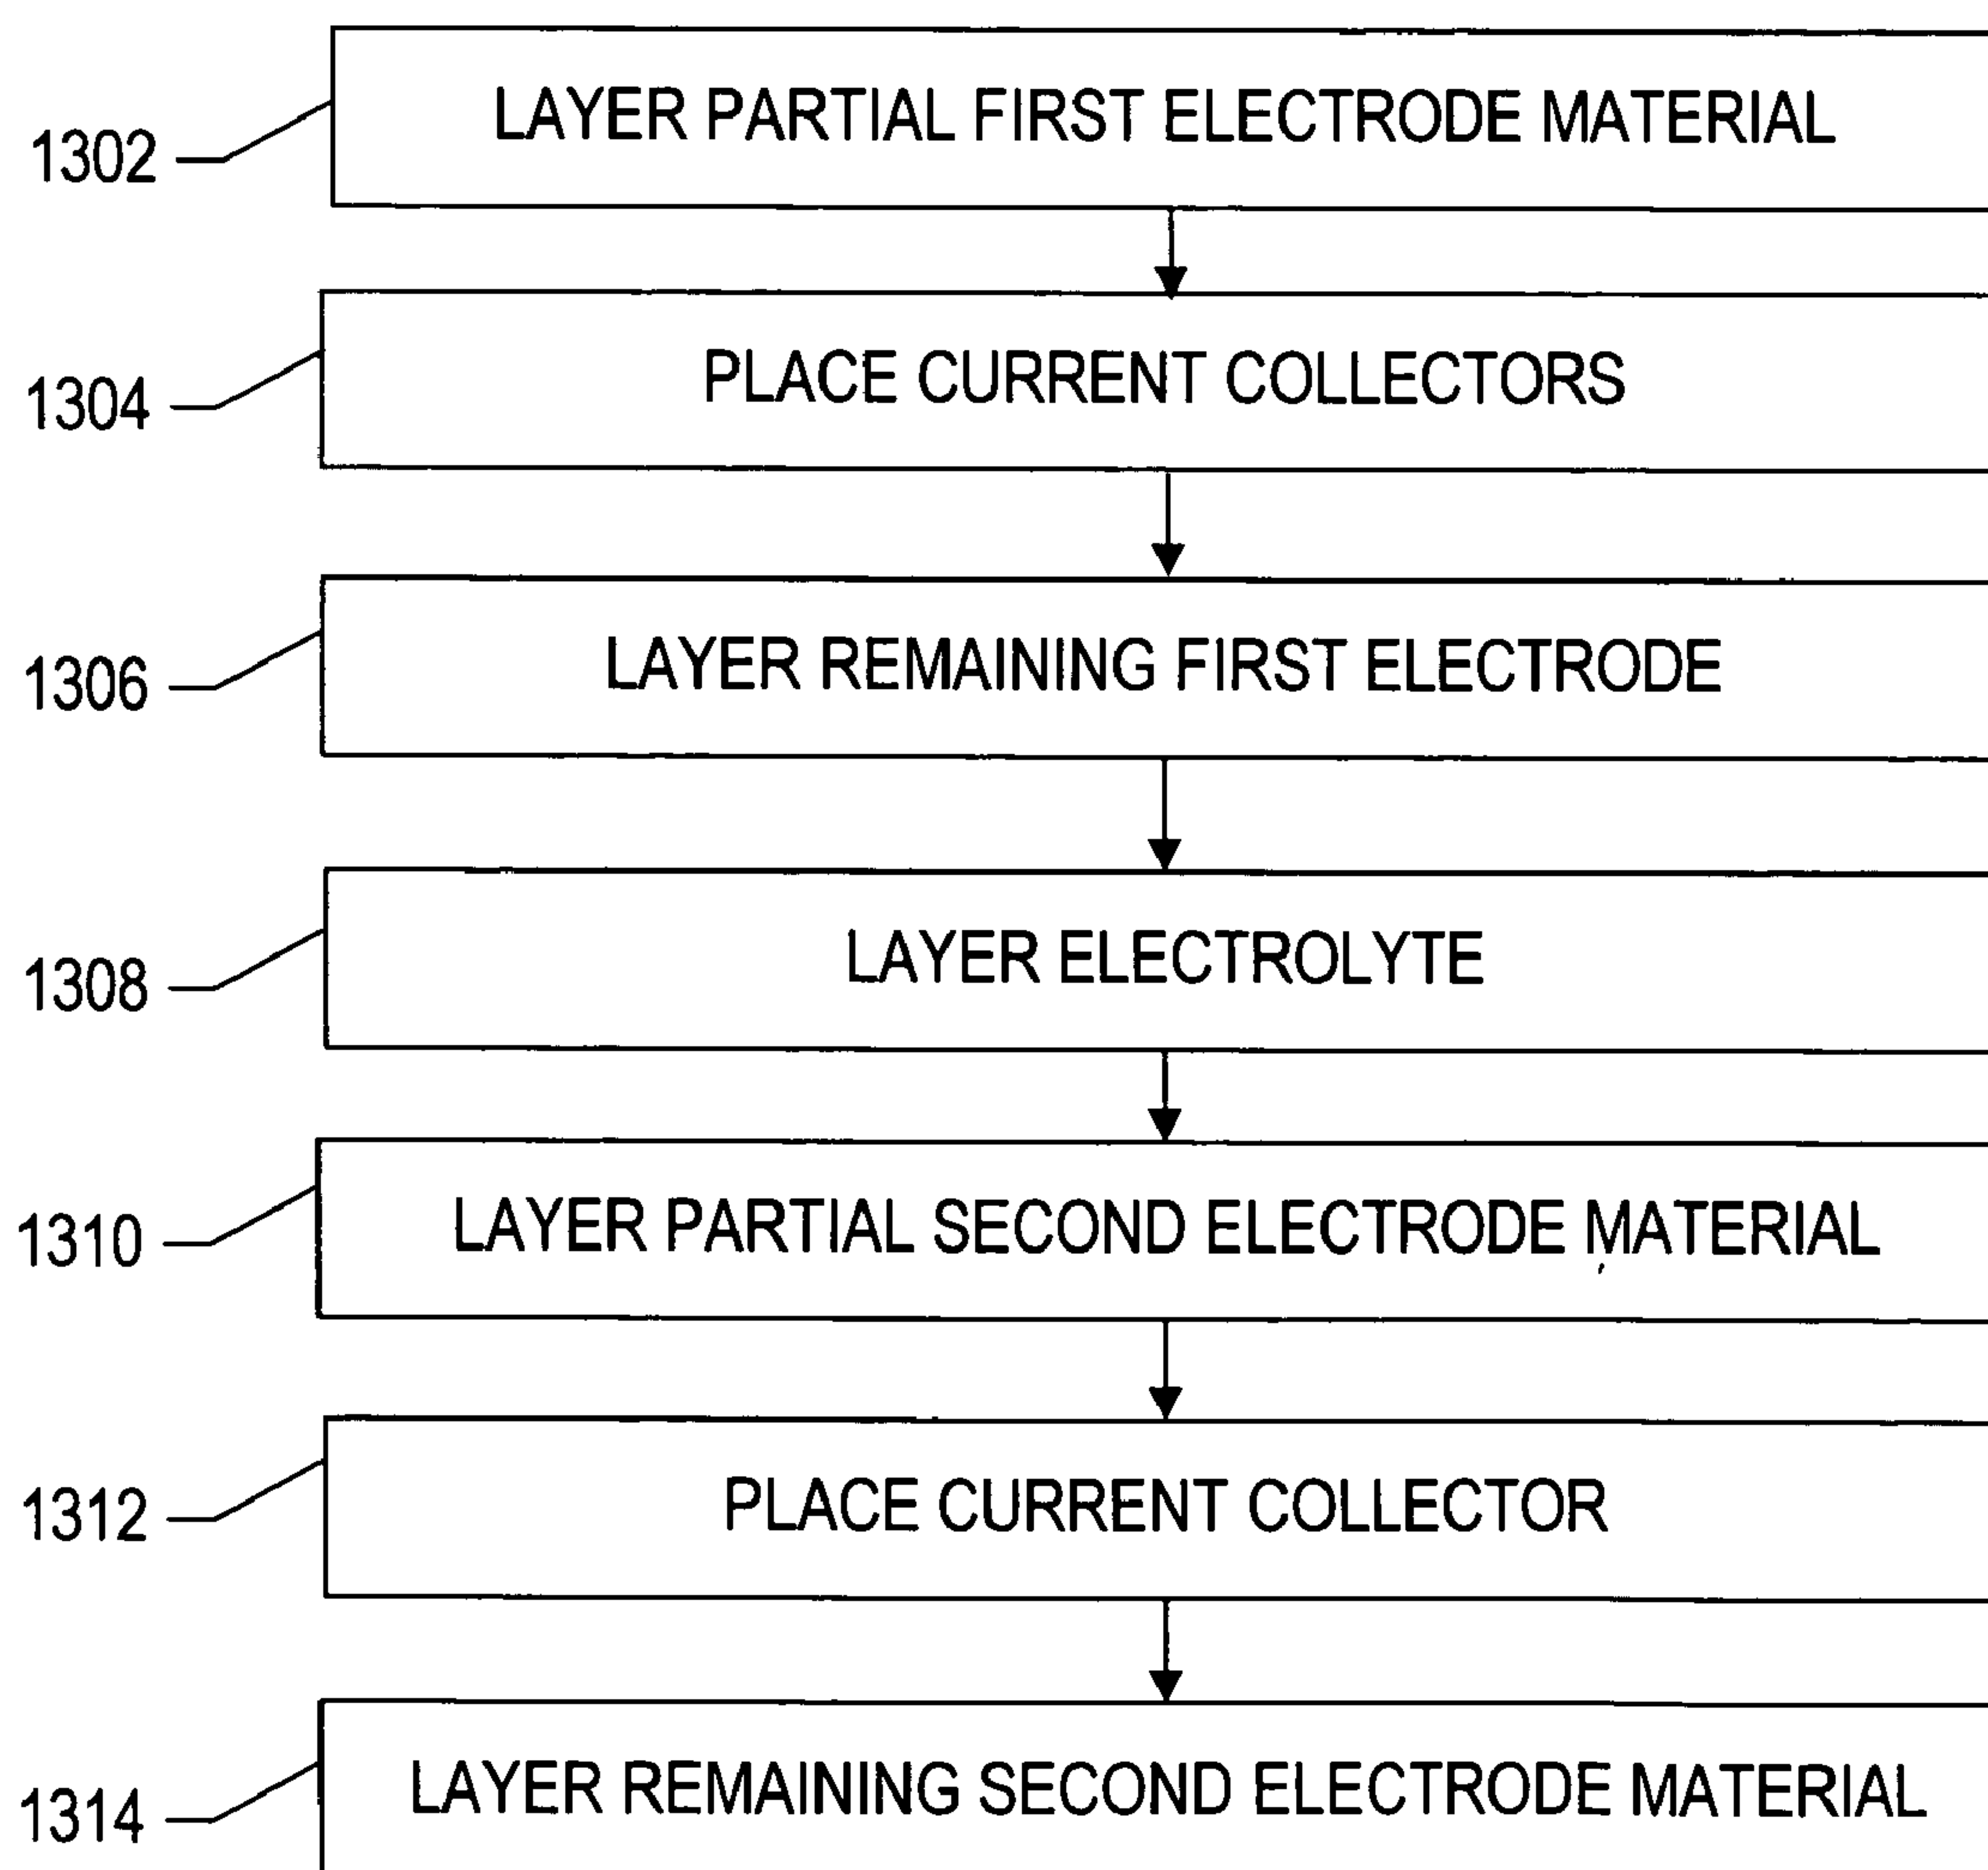 LAYER PARTIAL FIRST ELECTRODE MATERIAL
1302
PLACE CURRENT COLLECTORS
1304
LAYER REMAINING FIRST ELECTRODE
1306
LAYER ELECTROLYTE
1308
LAYER PARTIAL SECOND ELECTRODE MATERIAL
1310
PLACE CURRENT COLLECTOR
1312
LAYER REMAINING SECOND ELECTRODE MATERIAL
1314